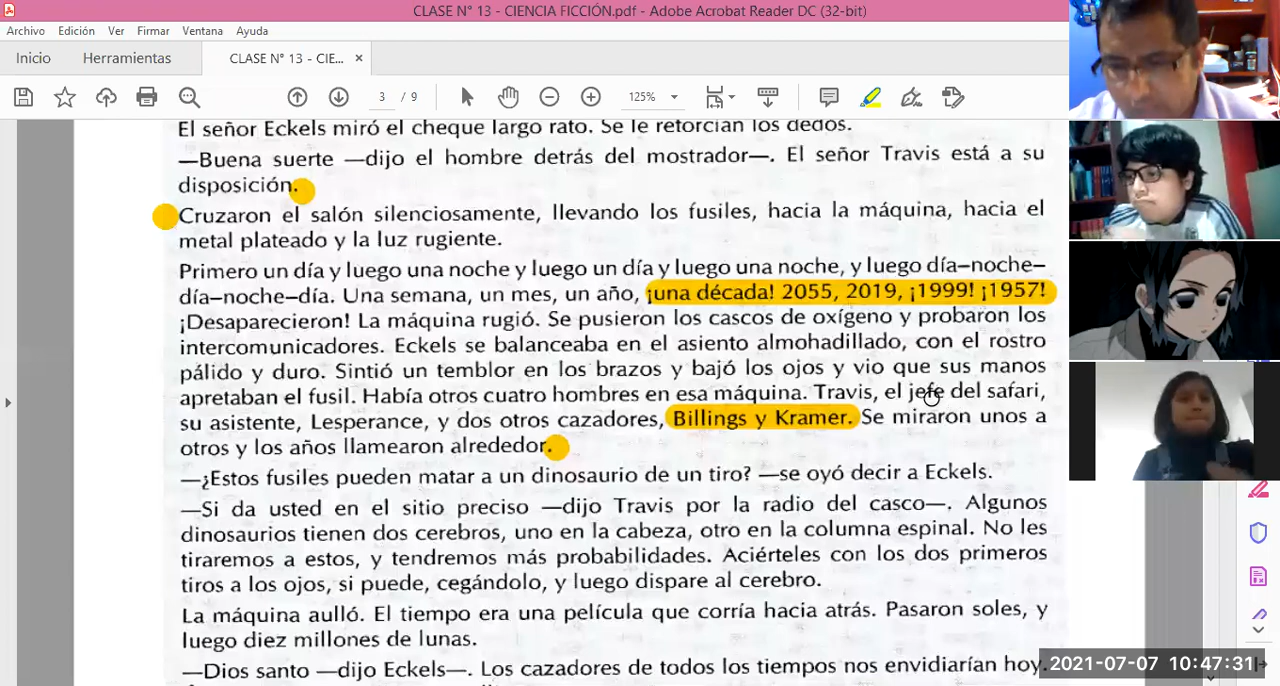 CLASE N° 13 - CIENCIA FICCIÓN.pdf - Adobe Acrobat Reader DC (32-bit)
Archivo Edición Ver Firmar Ventana Ayuda
Inicio Herramientas CLASE N° 13 - CIE... ×
3 / 9 125%
El señor Eckels miró el cheque largo rato. Se le retorcían los dedos.
—Buena suerte —dijo el hombre detrás del mostrador—. El señor Travis está a su
disposición.
Cruzaron el salón silenciosamente, llevando los fusiles, hacia la máquina, hacia el
metal plateado y la luz rugiente.
Primero un día y luego una noche y luego un día y luego una noche, y luego día–noche–
día–noche–día. Una semana, un mes, un año, ¡una década! 2055, 2019, ¡1999! ¡1957!
¡Desaparecieron! La máquina rugió. Se pusieron los cascos de oxígeno y probaron los
intercomunicadores. Eckels se balanceaba en el asiento almohadillado, con el rostro
pálido y duro. Sintió un temblor en los brazos y bajó los ojos y vio que sus manos
apretaban el fusil. Había otros cuatro hombres en esa máquina. Travis, el jefe del safari,
su asistente, Lesperance, y dos otros cazadores, Billings y Kramer. Se miraron unos a
otros y los años llamearon alrededor.
—¿Estos fusiles pueden matar a un dinosaurio de un tiro? —se oyó decir a Eckels.
—Si da usted en el sitio preciso —dijo Travis por la radio del casco—. Algunos
dinosaurios tienen dos cerebros, uno en la cabeza, otro en la columna espinal. No les
tiraremos a estos, y tendremos más probabilidades. Aciérteles con los dos primeros
tiros a los ojos, si puede, cegándolo, y luego dispare al cerebro.
La máquina aulló. El tiempo era una película que corría hacia atrás. Pasaron soles, y
luego diez millones de lunas.
—Dios santo —dijo Eckels—. Los cazadores de todos los tiempos nos envidiarían hoy.
2021-07-07 10:47:31